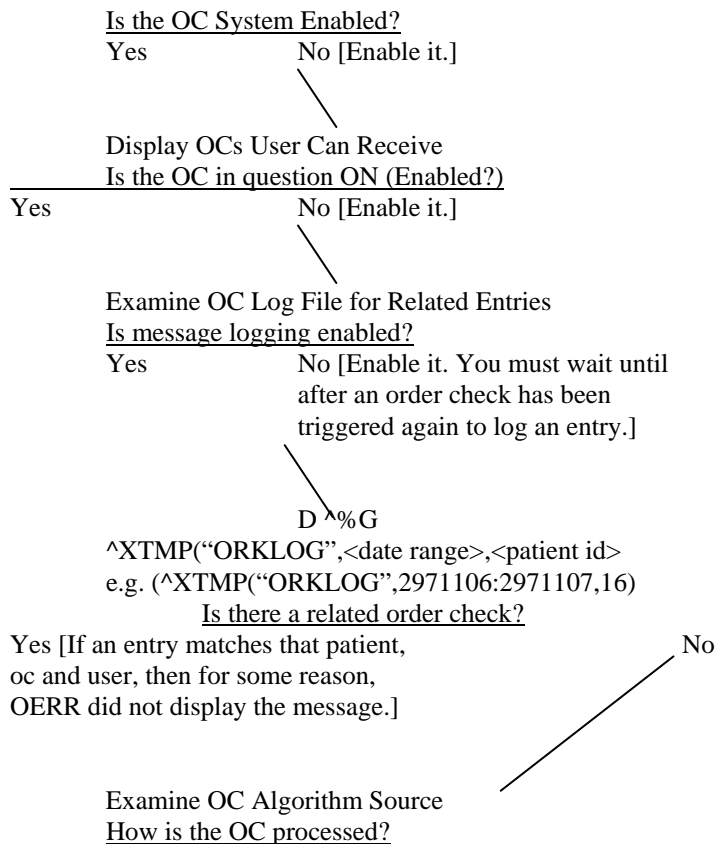 Is the OC System Enabled?
Yes No [Enable it.]
Display OCs User Can Receive
Is the OC in question ON (Enabled?)
Yes No [Enable it.]
Examine OC Log File for Related Entries
Is message logging enabled?
Yes No [Enable it. You must wait until
after an order check has been
triggered again to log an entry.]
D ^%G
^XTMP(“ORKLOG”,<date range>,<patient id>
e.g. (^XTMP(“ORKLOG”,2971106:2971107,16)
Is there a related order check?
Yes [If an entry matches that patient, No
oc and user, then for some reason,
OERR did not display the message.]
Examine OC Algorithm Source
How is the OC processed?